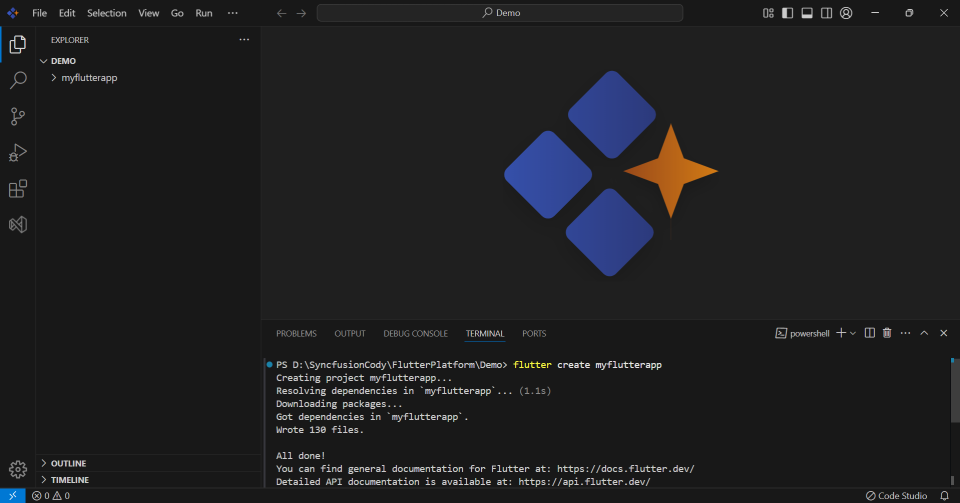 File Edit Selection View Go Run ···
Demo
EXPLORER ···
DEMO
myflutterapp
OUTLINE
TIMELINE
PROBLEMS OUTPUT DEBUG CONSOLE TERMINAL PORTS
powershell ···
PS D:\SyncfusionCody\FlutterPlatform\Demo> flutter create myflutterapp
Creating project myflutterapp...
Resolving dependencies in `myflutterapp`... (1.1s)
Downloading packages...
Got dependencies in `myflutterapp`.
Wrote 130 files.
All done!
You can find general documentation for Flutter at: https://docs.flutter.dev/
Detailed API documentation is available at: https://api.flutter.dev/
0 0
Code Studio